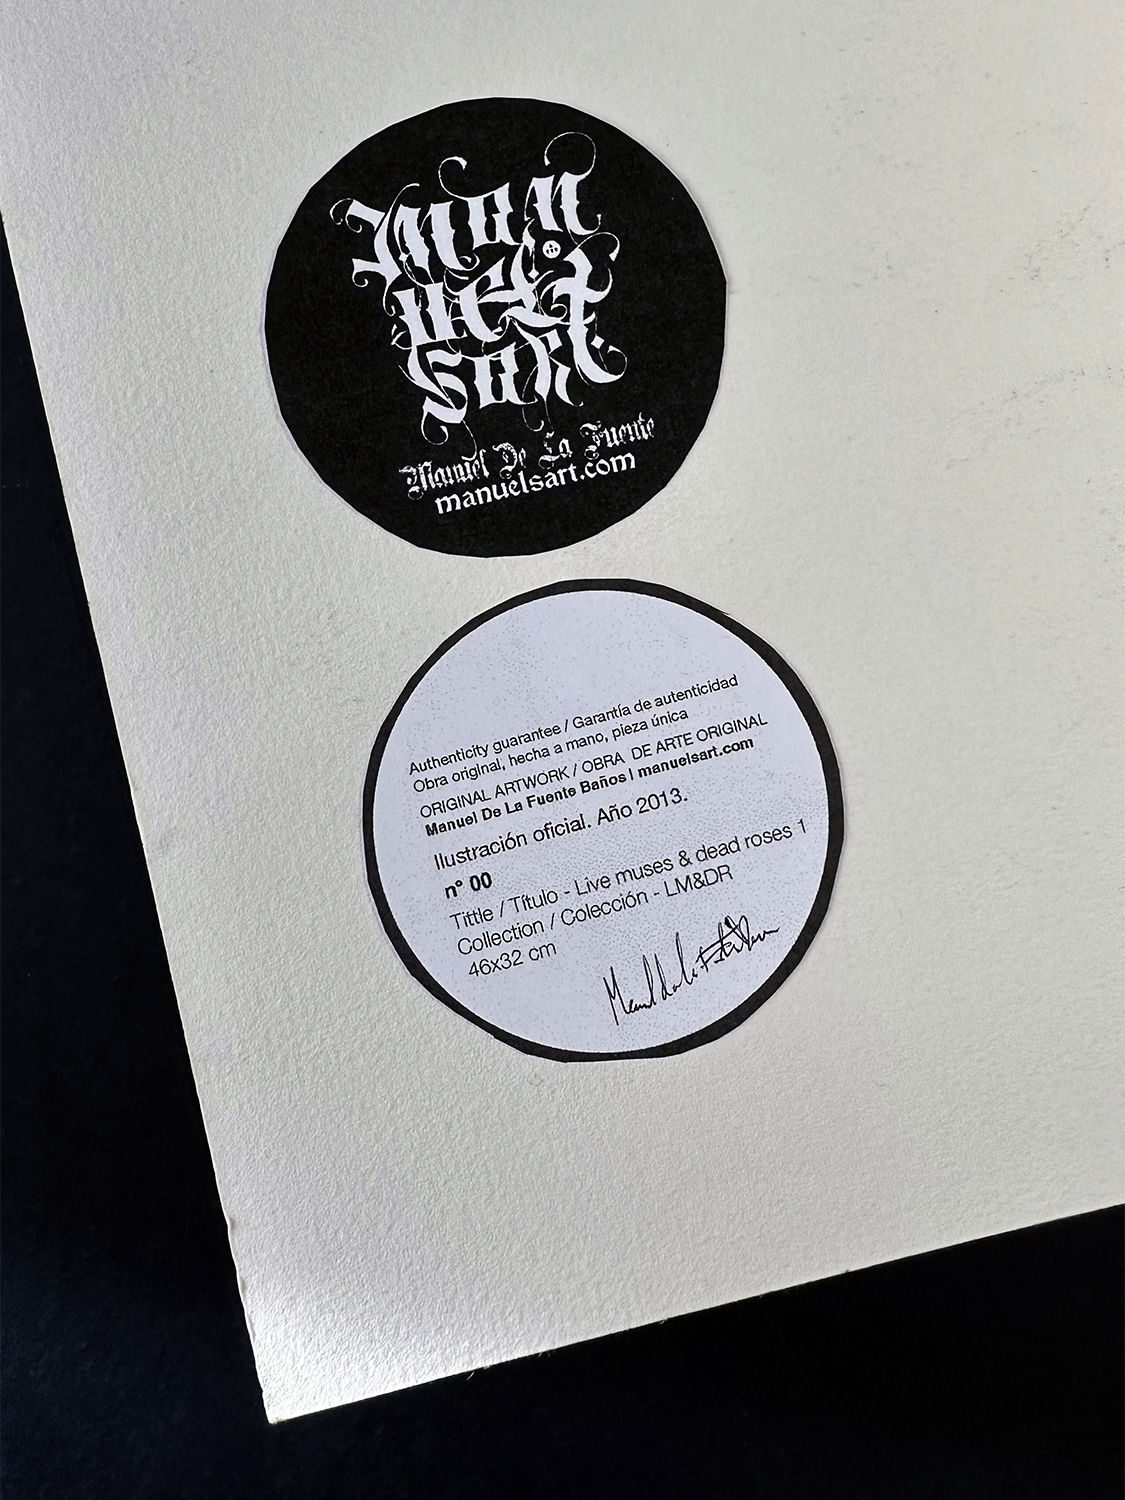 Man
uel
sart
Manuel De La Fuente
manuelsart.com
Authenticity guarantee / Garantía de autenticidad
Obra original, hecha a mano, pieza única
ORIGINAL ARTWORK / OBRA DE ARTE ORIGINAL
Manuel De La Fuente Baños | manuelsart.com
Ilustración oficial. Año 2013.
nº 00
Tittle / Título - Live muses & dead roses 1
Collection / Colección - LM&DR
46x32 cm